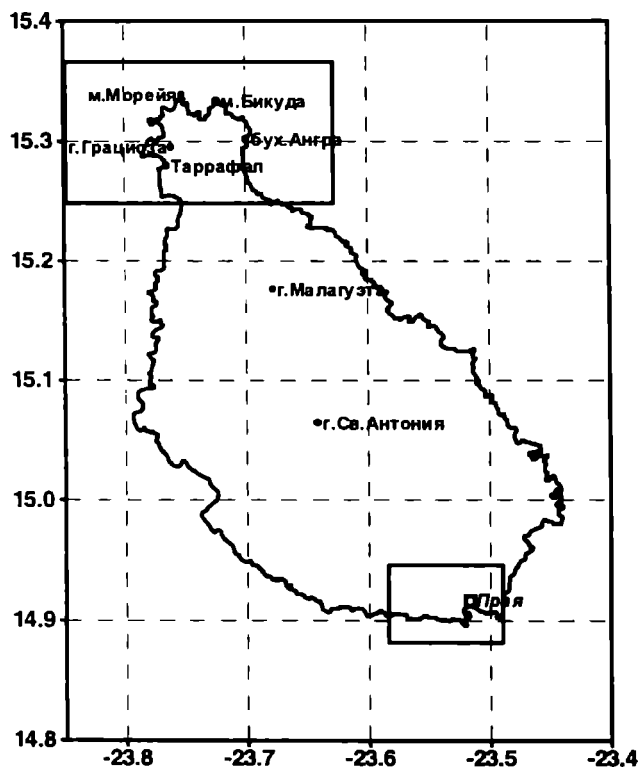 15.4
м.Морейя
м.Бикуда
15.3
бух.Ангра
г.Грациоза
Таррафал
15.2
г.Малагуэта
15.1
г.Са.Антония
15.0
Прая
14.9
14.8
-23.8 -23.7 -23.6 -23.5 -23.4